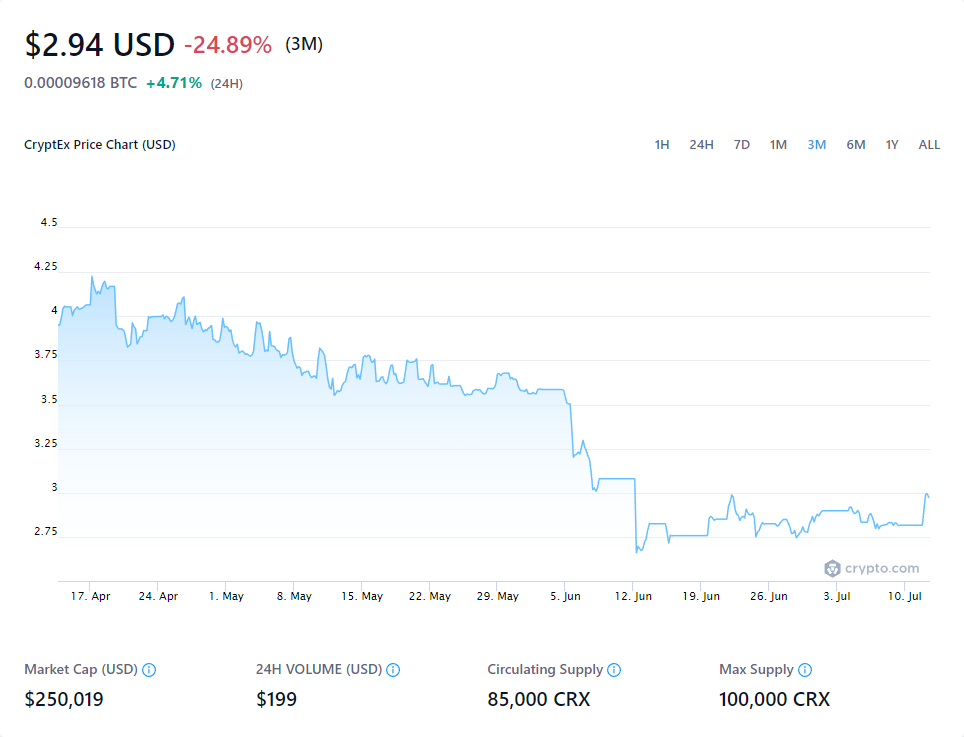 $2.94 USD -24.89% (3M)
0.00009618 BTC +4.71% (24H)
CryptEx Price Chart (USD) 1H 24H 7D 1M 3M 6M 1Y ALL
4.5
4.25
4
3.75
3.5
3.25
3
2.75
crypto.com
17. Apr 24. Apr 1. May 8. May 15. May 22. May 29. May 5. Jun 12. Jun 19. Jun 26. Jun 3. Jul 10. Jul
Market Cap (USD) 24H VOLUME (USD) Circulating Supply Max Supply
$250,019 $199 85,000 CRX 100,000 CRX